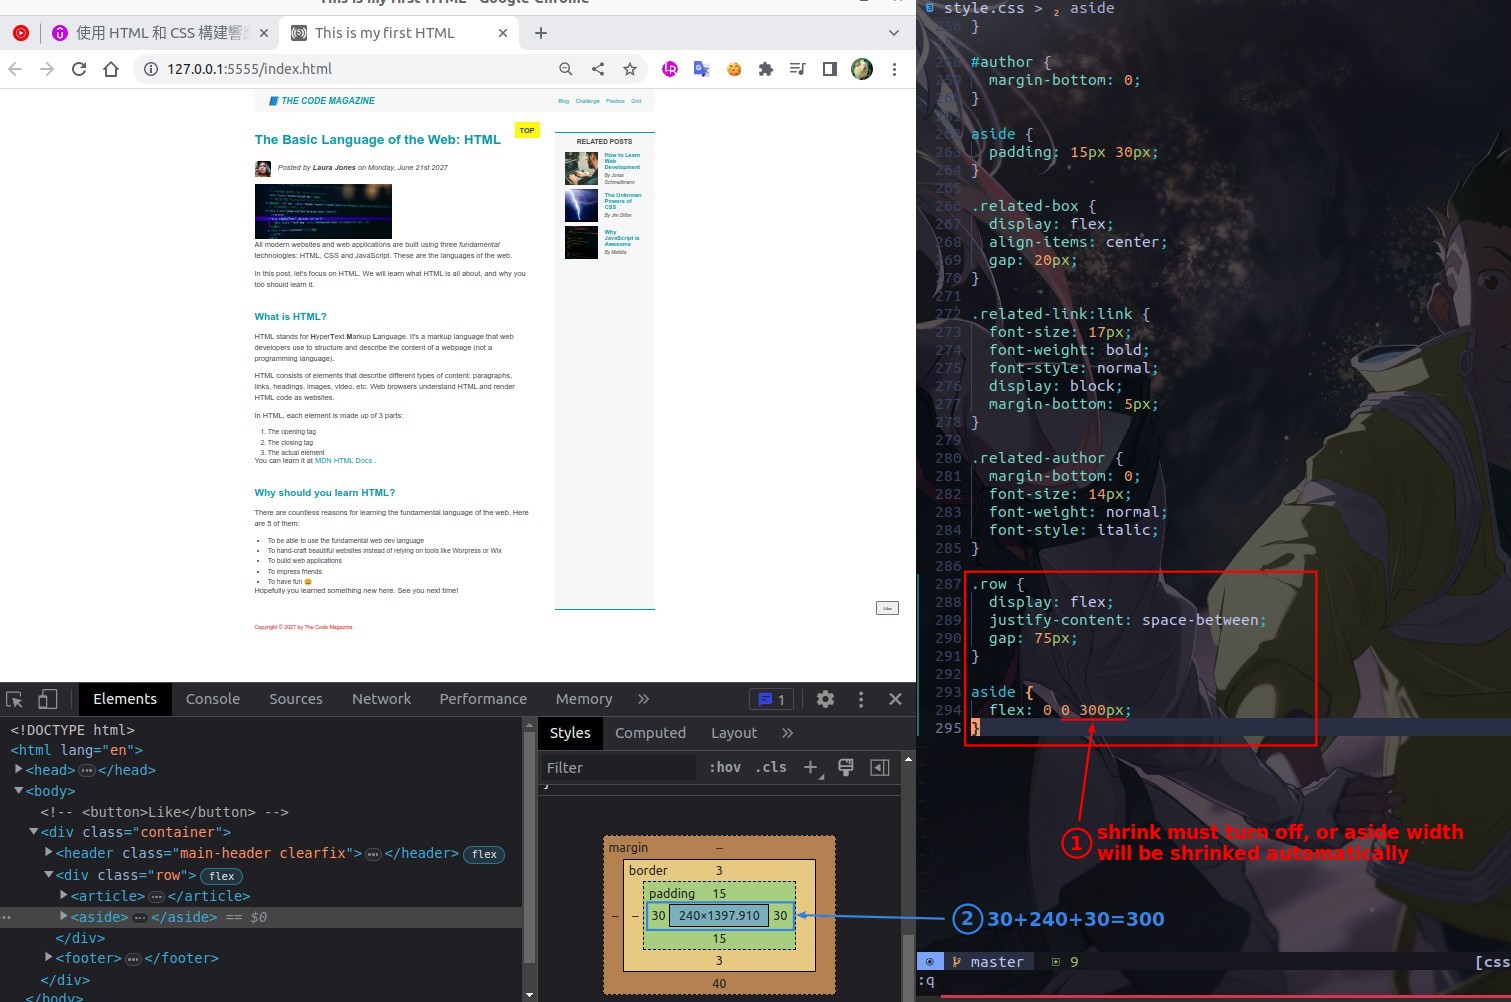 This is my first HTML - Google Chrome
使用 HTML 和 CSS 構建響應
This is my first HTML
127.0.0.1:5555/index.html
THE CODE MAGAZINE
Blog Challenge Flexbox Grid
TOP
The Basic Language of the Web: HTML
Posted by Laura Jones on Monday, June 21st 2027
All modern websites and web applications are built using three fundamental
technologies: HTML, CSS and JavaScript. These are the languages of the web.
In this post, let's focus on HTML. We will learn what HTML is all about, and why you
too should learn it.
What is HTML?
HTML stands for HyperText Markup Language. It's a markup language that web
developers use to structure and describe the content of a webpage (not a
programming language).
HTML consists of elements that describe different types of content: paragraphs,
links, headings, images, video, etc. Web browsers understand HTML and render
HTML code as websites.
In HTML, each element is made up of 3 parts:
1. The opening tag
2. The closing tag
3. The actual element
You can learn it at MDN HTML Docs .
Why should you learn HTML?
There are countless reasons for learning the fundamental language of the web. Here
are 5 of them:
• To be able to use the fundamental web dev language
• To hand-craft beautiful websites instead of relying on tools like Worpress or Wix
• To build web applications
• To impress friends
• To have fun 😄
Hopefully you learned something new here. See you next time!
Copyright © 2027 by The Code Magazine.
RELATED POSTS
How to Learn
Web
Development
By Jonas
Schmedtmann
The Unknown
Powers of
CSS
By Jim Dillon
Why
JavaScript is
Awesome
By Matilda
Like
Elements Console Sources Network Performance Memory » 1
<!DOCTYPE html>
<html lang="en">
<head>…</head>
<body>
<!-- <button>Like</button> -->
<div class="container">
<header class="main-header clearfix">…</header> flex
<div class="row"> flex
<article>…</article>
<aside>…</aside> == $0
</div>
<footer>…</footer>
</div>
</body>
Styles Computed Layout »
Filter :hov .cls
}
margin –
border 3
padding 15
– – 30 240×1397.910 30
15
3
40
style.css > aside
256 }
258 #author {
259 margin-bottom: 0;
260 }
261
262 aside {
263 padding: 15px 30px;
264 }
265
266 .related-box {
267 display: flex;
268 align-items: center;
269 gap: 20px;
270 }
271
272 .related-link:link {
273 font-size: 17px;
274 font-weight: bold;
275 font-style: normal;
276 display: block;
277 margin-bottom: 5px;
278 }
279
280 .related-author {
281 margin-bottom: 0;
282 font-size: 14px;
283 font-weight: normal;
284 font-style: italic;
285 }
286
287 .row {
288 display: flex;
289 justify-content: space-between;
290 gap: 75px;
291 }
292
293 aside {
294 flex: 0 0 300px;
295 }
1 shrink must turn off, or aside width
will be shrinked automatically
2 30+240+30=300
master 9 [css
:q